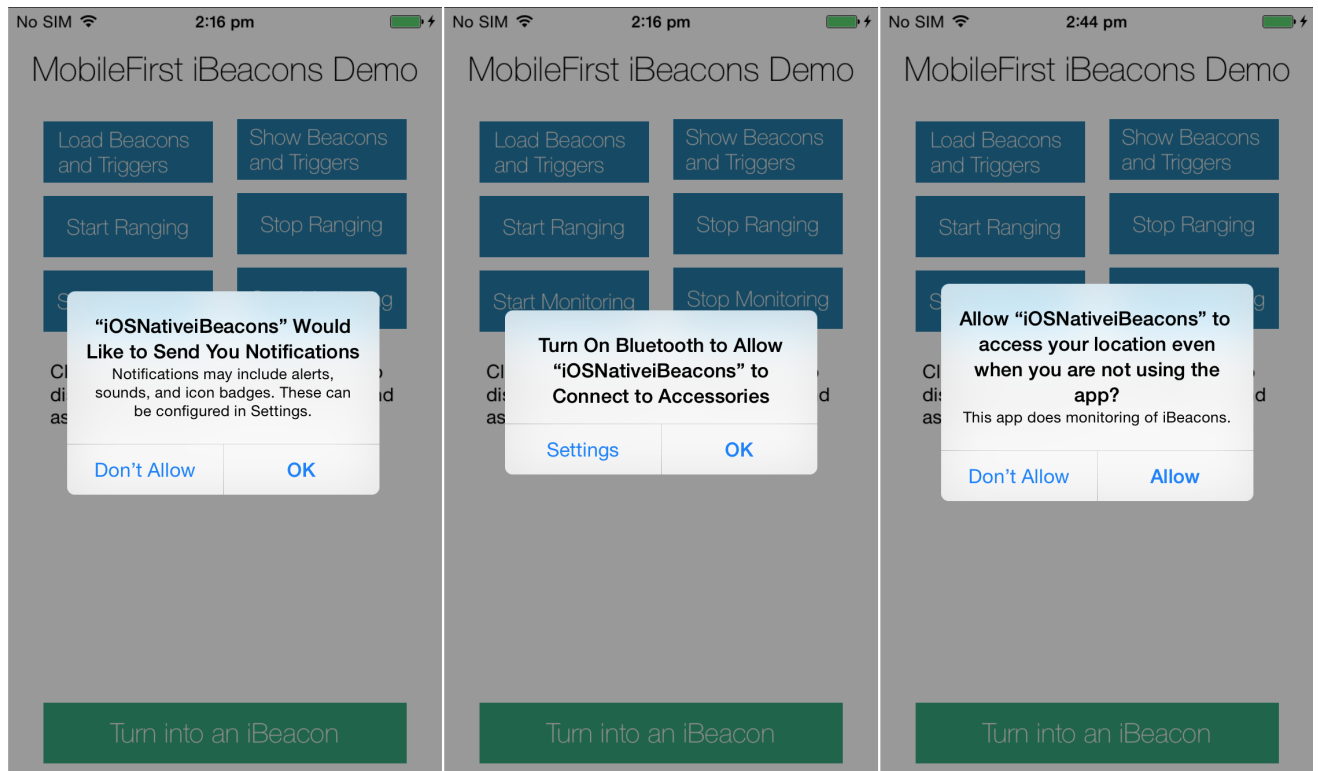 No SIM 2:16 pm
MobileFirst iBeacons Demo
Load Beacons
and Triggers
Show Beacons
and Triggers
Start Ranging
Stop Ranging
“iOSNativeiBeacons” Would
Like to Send You Notifications
Notifications may include alerts,
sounds, and icon badges. These can
be configured in Settings.
Don’t Allow
OK
Turn into an iBeacon
No SIM 2:16 pm
MobileFirst iBeacons Demo
Load Beacons
and Triggers
Show Beacons
and Triggers
Start Ranging
Stop Ranging
Start Monitoring
Stop Monitoring
Turn On Bluetooth to Allow
“iOSNativeiBeacons” to
Connect to Accessories
Settings
OK
Turn into an iBeacon
No SIM 2:44 pm
MobileFirst iBeacons Demo
Load Beacons
and Triggers
Show Beacons
and Triggers
Start Ranging
Stop Ranging
Allow “iOSNativeiBeacons” to
access your location even
when you are not using the
app?
This app does monitoring of iBeacons.
Don’t Allow
Allow
Turn into an iBeacon